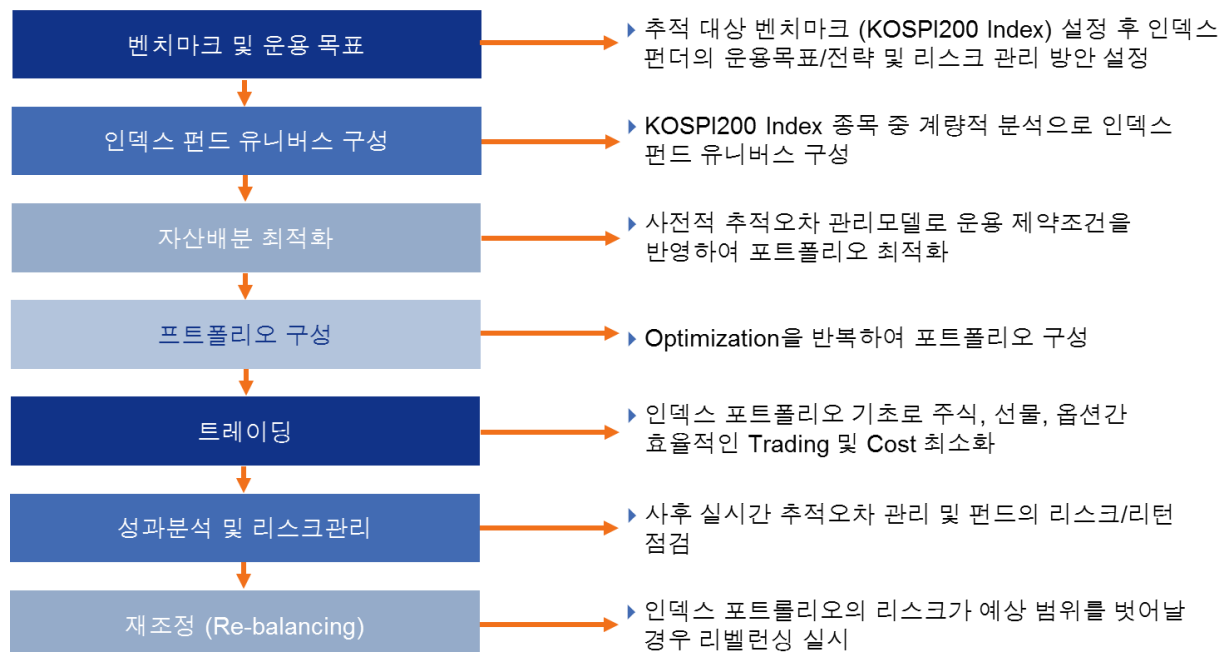 벤치마크 및 운용 목표
추적 대상 벤치마크 (KOSPI200 Index) 설정 후 인덱스
펀더의 운용목표/전략 및 리스크 관리 방안 설정
인덱스 펀드 유니버스 구성
KOSPI200 Index 종목 중 계량적 분석으로 인덱스
펀드 유니버스 구성
자산배분 최적화
사전적 추적오차 관리모델로 운용 제약조건을
반영하여 포트폴리오 최적화
프트폴리오 구성
Optimization을 반복하여 포트폴리오 구성
트레이딩
인덱스 포트폴리오 기초로 주식, 선물, 옵션간
효율적인 Trading 및 Cost 최소화
성과분석 및 리스크관리
사후 실시간 추적오차 관리 및 펀드의 리스크/리턴
점검
재조정 (Re-balancing)
인덱스 포트롤리오의 리스크가 예상 범위를 벗어날
경우 리벨런싱 실시